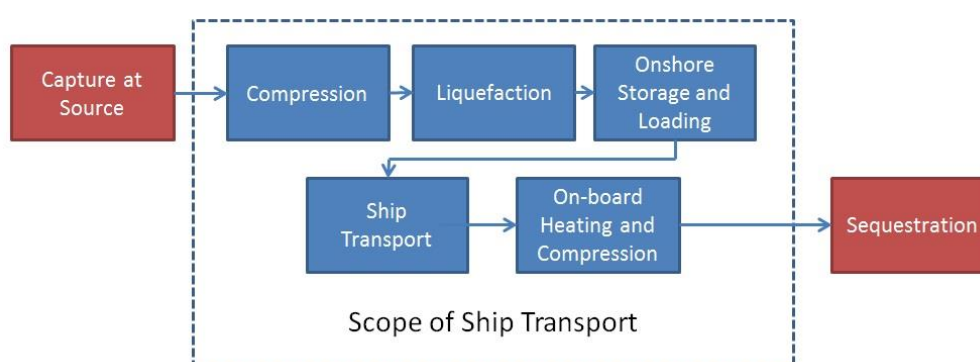 Capture at
Source
Compression
Liquefaction
Onshore
Storage and
Loading
Ship
Transport
On-board
Heating and
Compression
Sequestration
Scope of Ship Transport